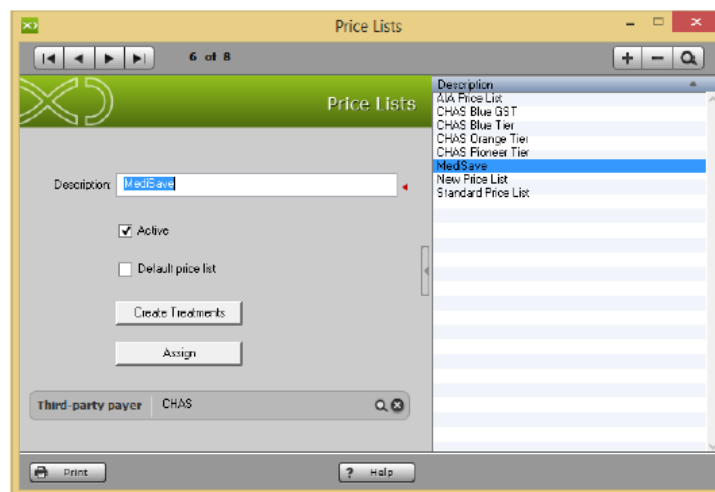 Price Lists
6 of 8
Price Lists
Description
AIA Price List
CHAS Blue GST
CHAS Blue Tier
CHAS Orange Tier
CHAS Pioneer Tier
MediSave
New Price List
Standard Price List
Description: MediSave
Active
Default price list
Create Treatments
Assign
Third-party payer CHAS
Print
? Help